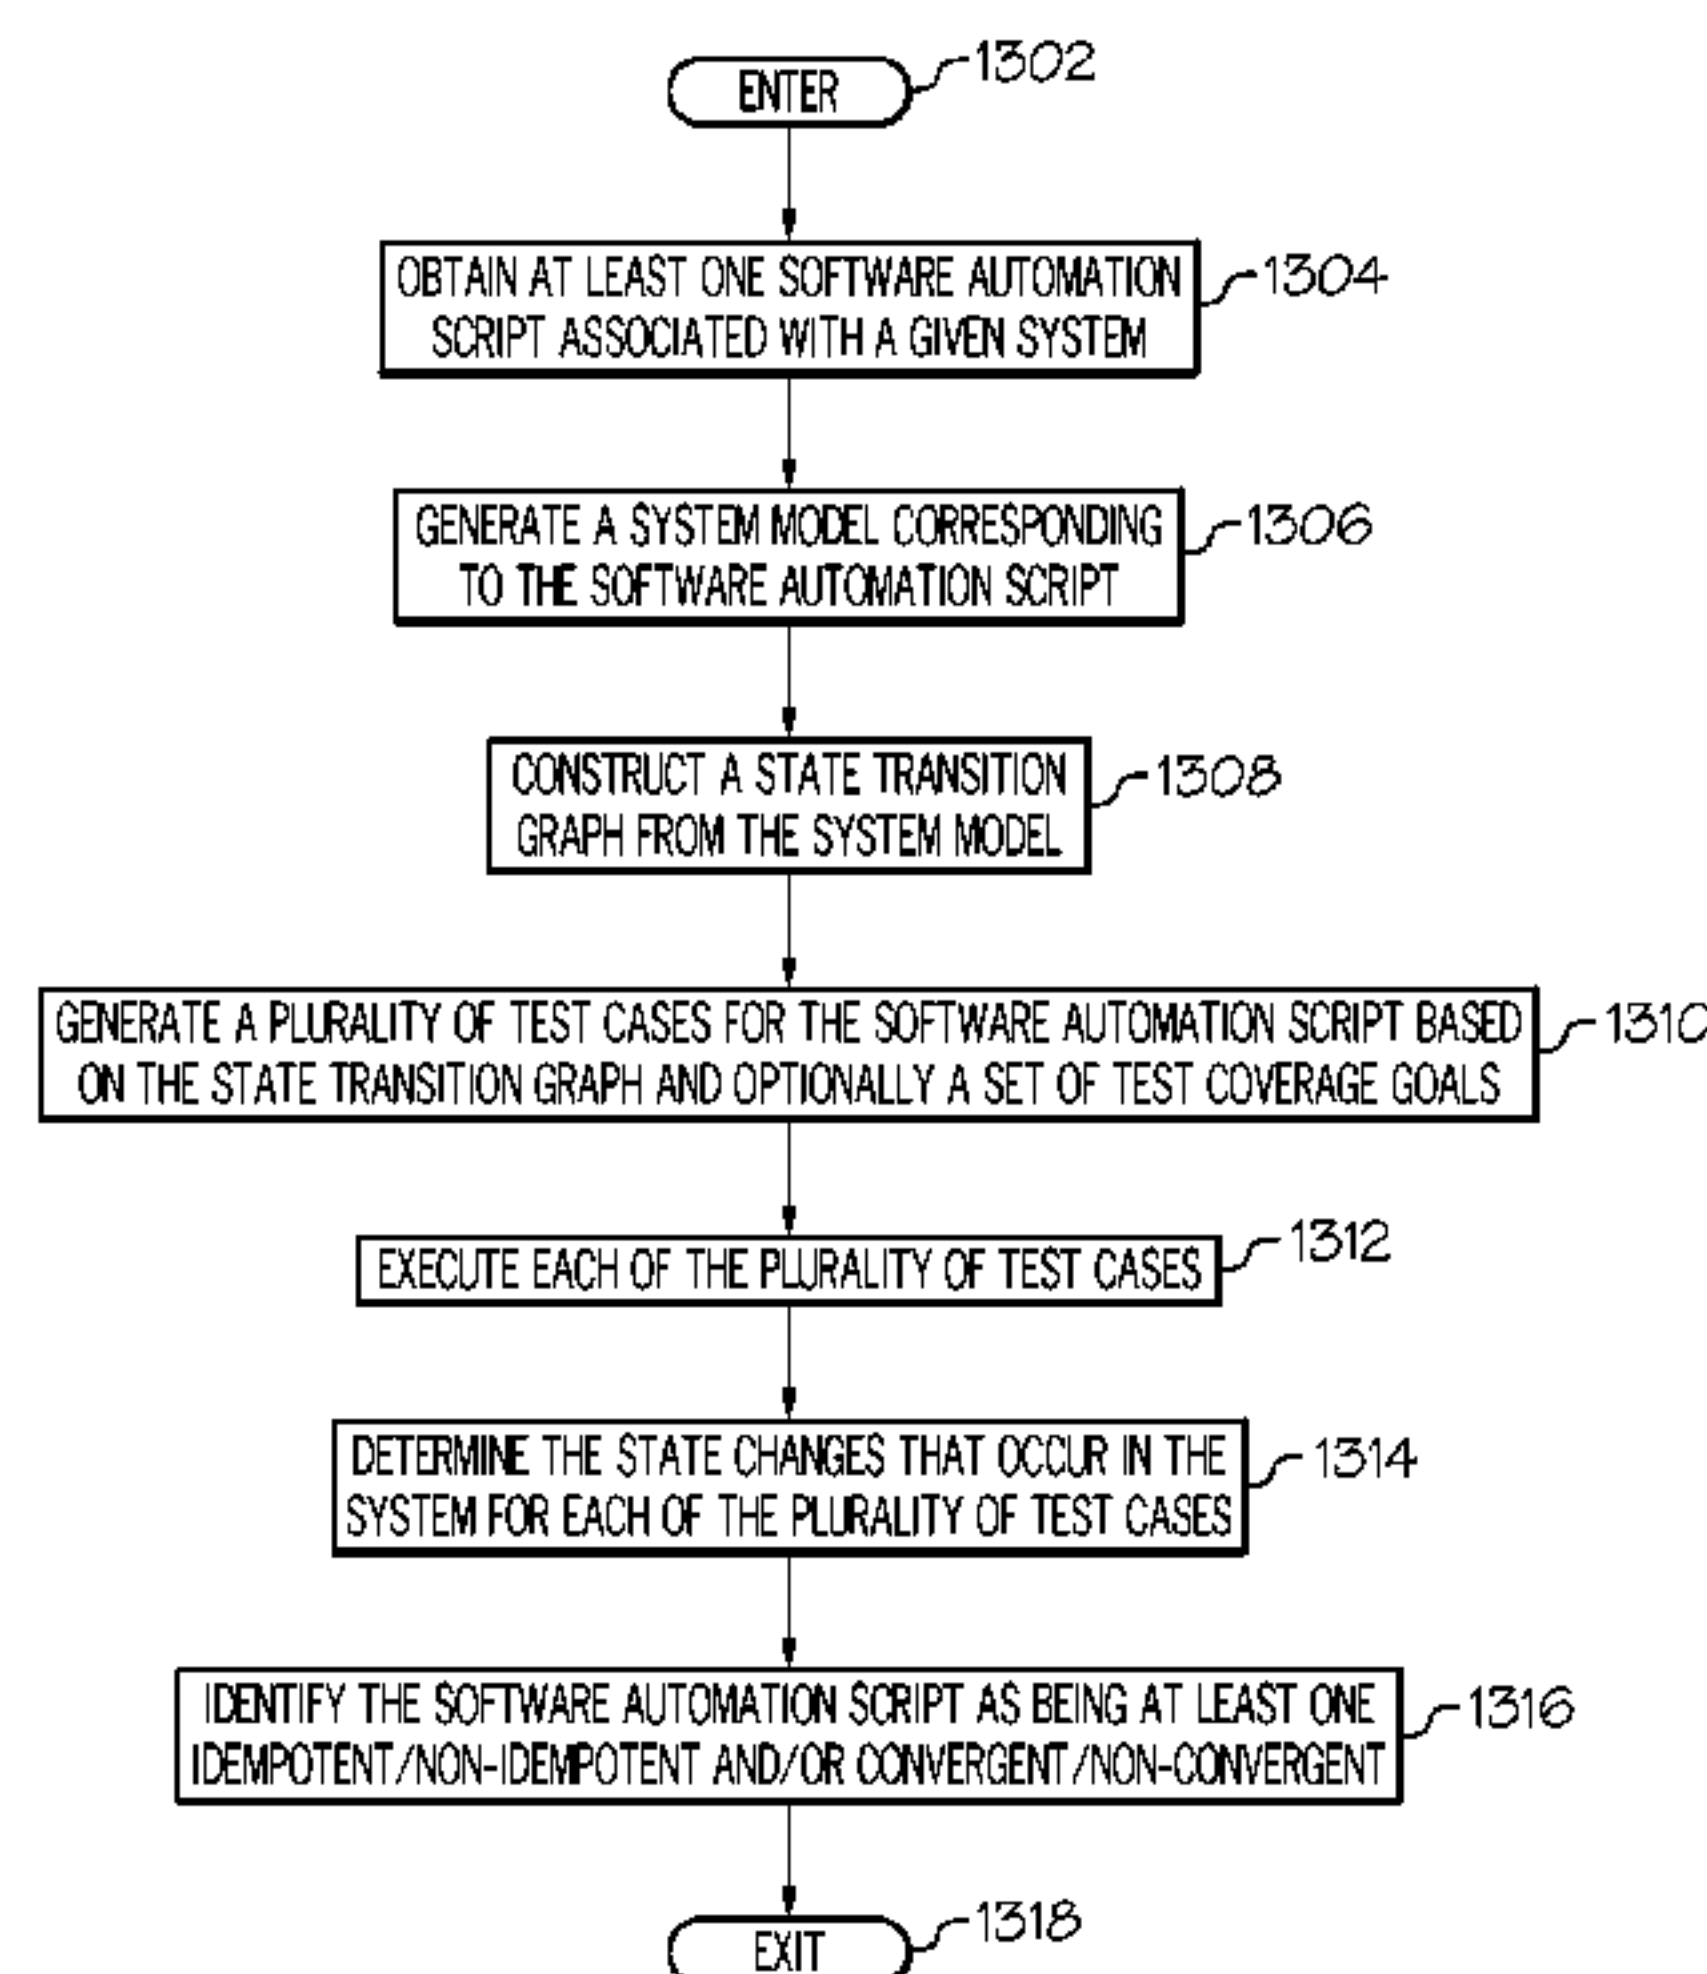 ENTER
1302
OBTAIN AT LEAST ONE SOFTWARE AUTOMATION
SCRIPT ASSOCIATED WITH A GIVEN SYSTEM
1304
GENERATE A SYSTEM MODEL CORRESPONDING
TO THE SOFTWARE AUTOMATION SCRIPT
1306
CONSTRUCT A STATE TRANSITION
GRAPH FROM THE SYSTEM MODEL
1308
GENERATE A PLURALITY OF TEST CASES FOR THE SOFTWARE AUTOMATION SCRIPT BASED
ON THE STATE TRANSITION GRAPH AND OPTIONALLY A SET OF TEST COVERAGE GOALS
1310
EXECUTE EACH OF THE PLURALITY OF TEST CASES
1312
DETERMINE THE STATE CHANGES THAT OCCUR IN THE
SYSTEM FOR EACH OF THE PLURALITY OF TEST CASES
1314
IDENTIFY THE SOFTWARE AUTOMATION SCRIPT AS BEING AT LEAST ONE
IDEMPOTENT/NON-IDEMPOTENT AND/OR CONVERGENT/NON-CONVERGENT
1316
EXIT
1318